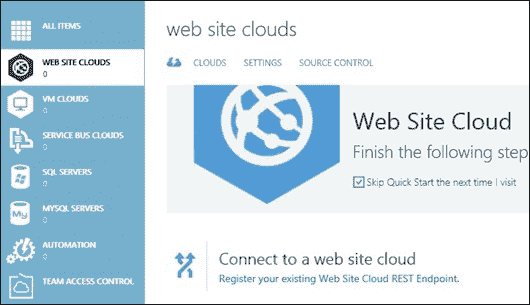 ALL ITEMS
WEB SITE CLOUDS
0
VM CLOUDS
0
SERVICE BUS CLOUDS
0
SQL SERVERS
0
MYSQL SERVERS
0
AUTOMATION
0
TEAM ACCESS CONTROL
web site clouds
CLOUDS SETTINGS SOURCE CONTROL
Web Site Cloud
Finish the following step
Skip Quick Start the next time I visit
Connect to a web site cloud
Register your existing Web Site Cloud REST Endpoint.
My